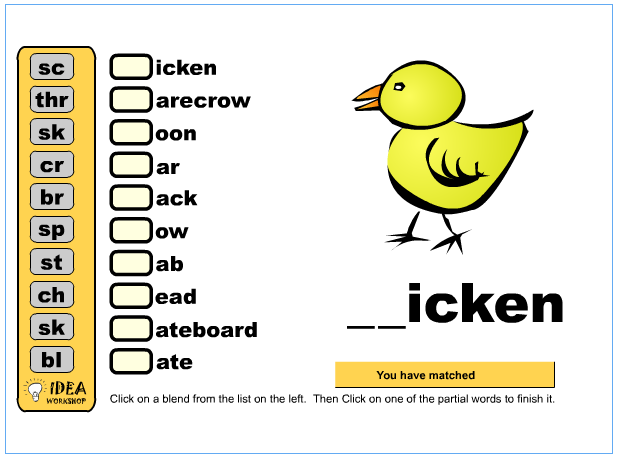 sc icken
thr arecrow
sk oon
cr ar
br ack
sp ow
st ab
ch ead
sk ateboard
bl ate
__icken
You have matched
IDEA
WORKSHOP
Click on a blend from the list on the left. Then Click on one of the partial words to finish it.